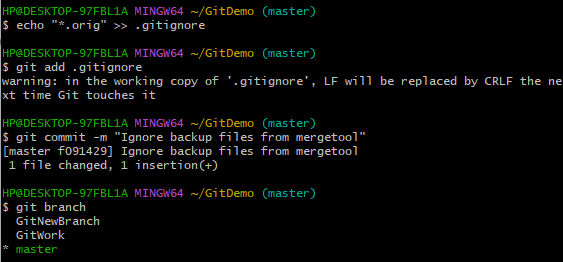 HP@DESKTOP-97FBL1A MINGW64 ~/GitDemo (master)
$ echo "*.orig" >> .gitignore
HP@DESKTOP-97FBL1A MINGW64 ~/GitDemo (master)
$ git add .gitignore
warning: in the working copy of '.gitignore', LF will be replaced by CRLF the ne
xt time Git touches it
HP@DESKTOP-97FBL1A MINGW64 ~/GitDemo (master)
$ git commit -m "Ignore backup files from mergetool"
[master f091429] Ignore backup files from mergetool
 1 file changed, 1 insertion(+)
HP@DESKTOP-97FBL1A MINGW64 ~/GitDemo (master)
$ git branch
  GitNewBranch
  GitWork
* master